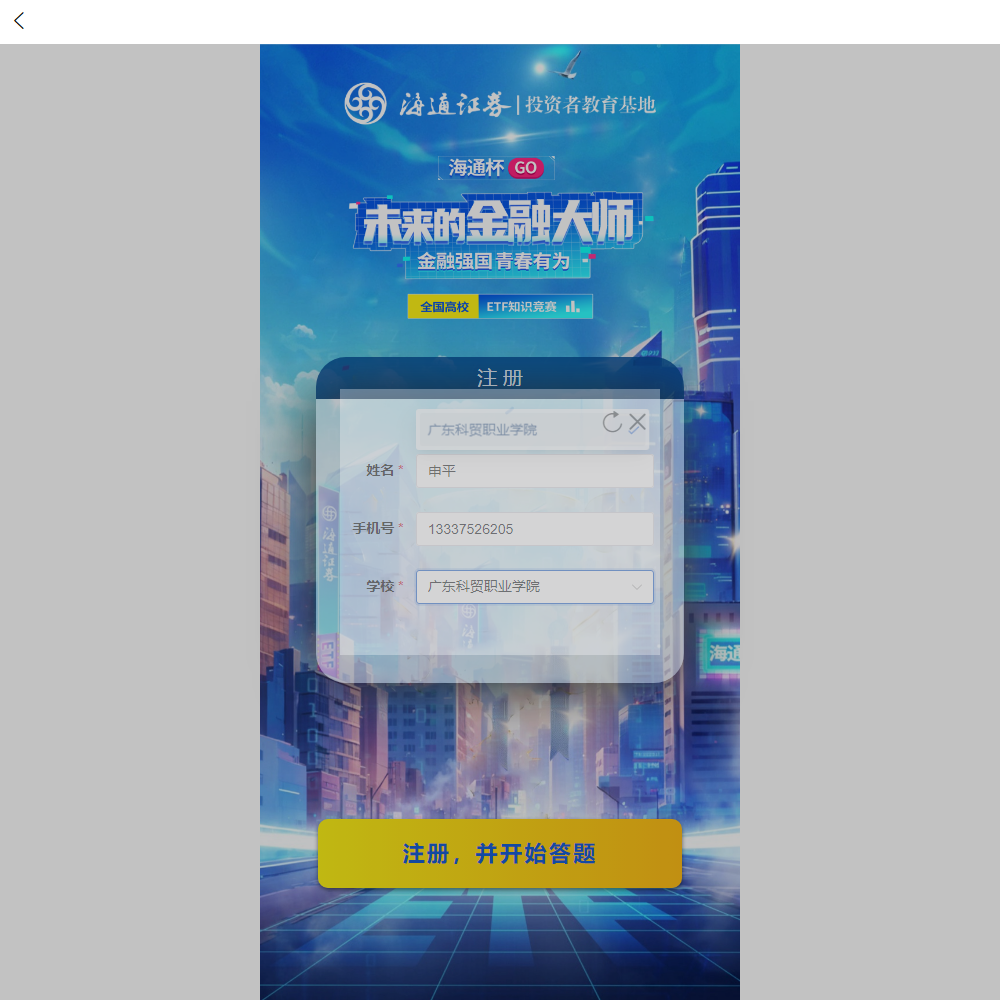 海通证券|投资者教育基地
海通杯 GO
未来的金融大师
金融强国 青春有为
全国高校 ETF知识竞赛
注 册
广东科贸职业学院
姓名 * 申平
手机号 * 13337526205
学校 * 广东科贸职业学院
海通证券
海通
注册，并开始答题
ETF